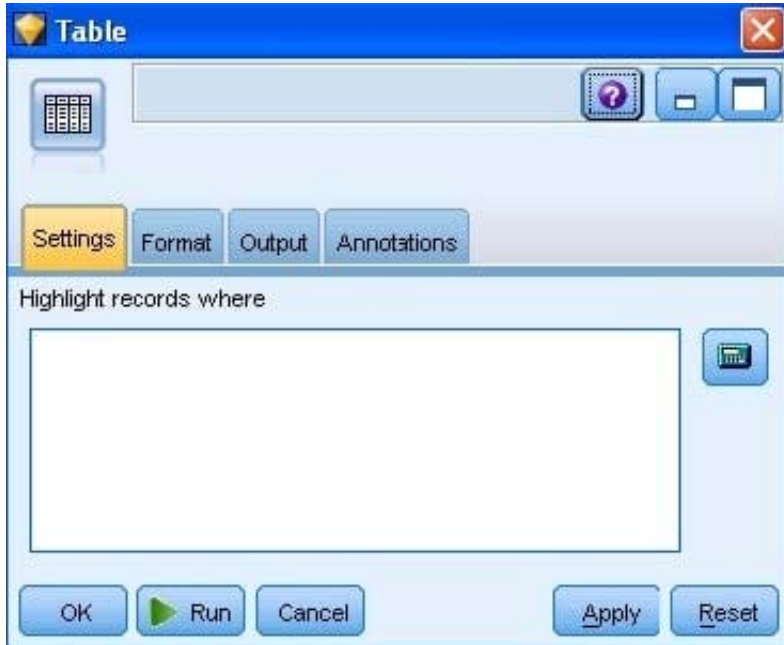 Table
?
Settings
Format
Output
Annotations
Highlight records where
OK
Run
Cancel
Apply
Reset